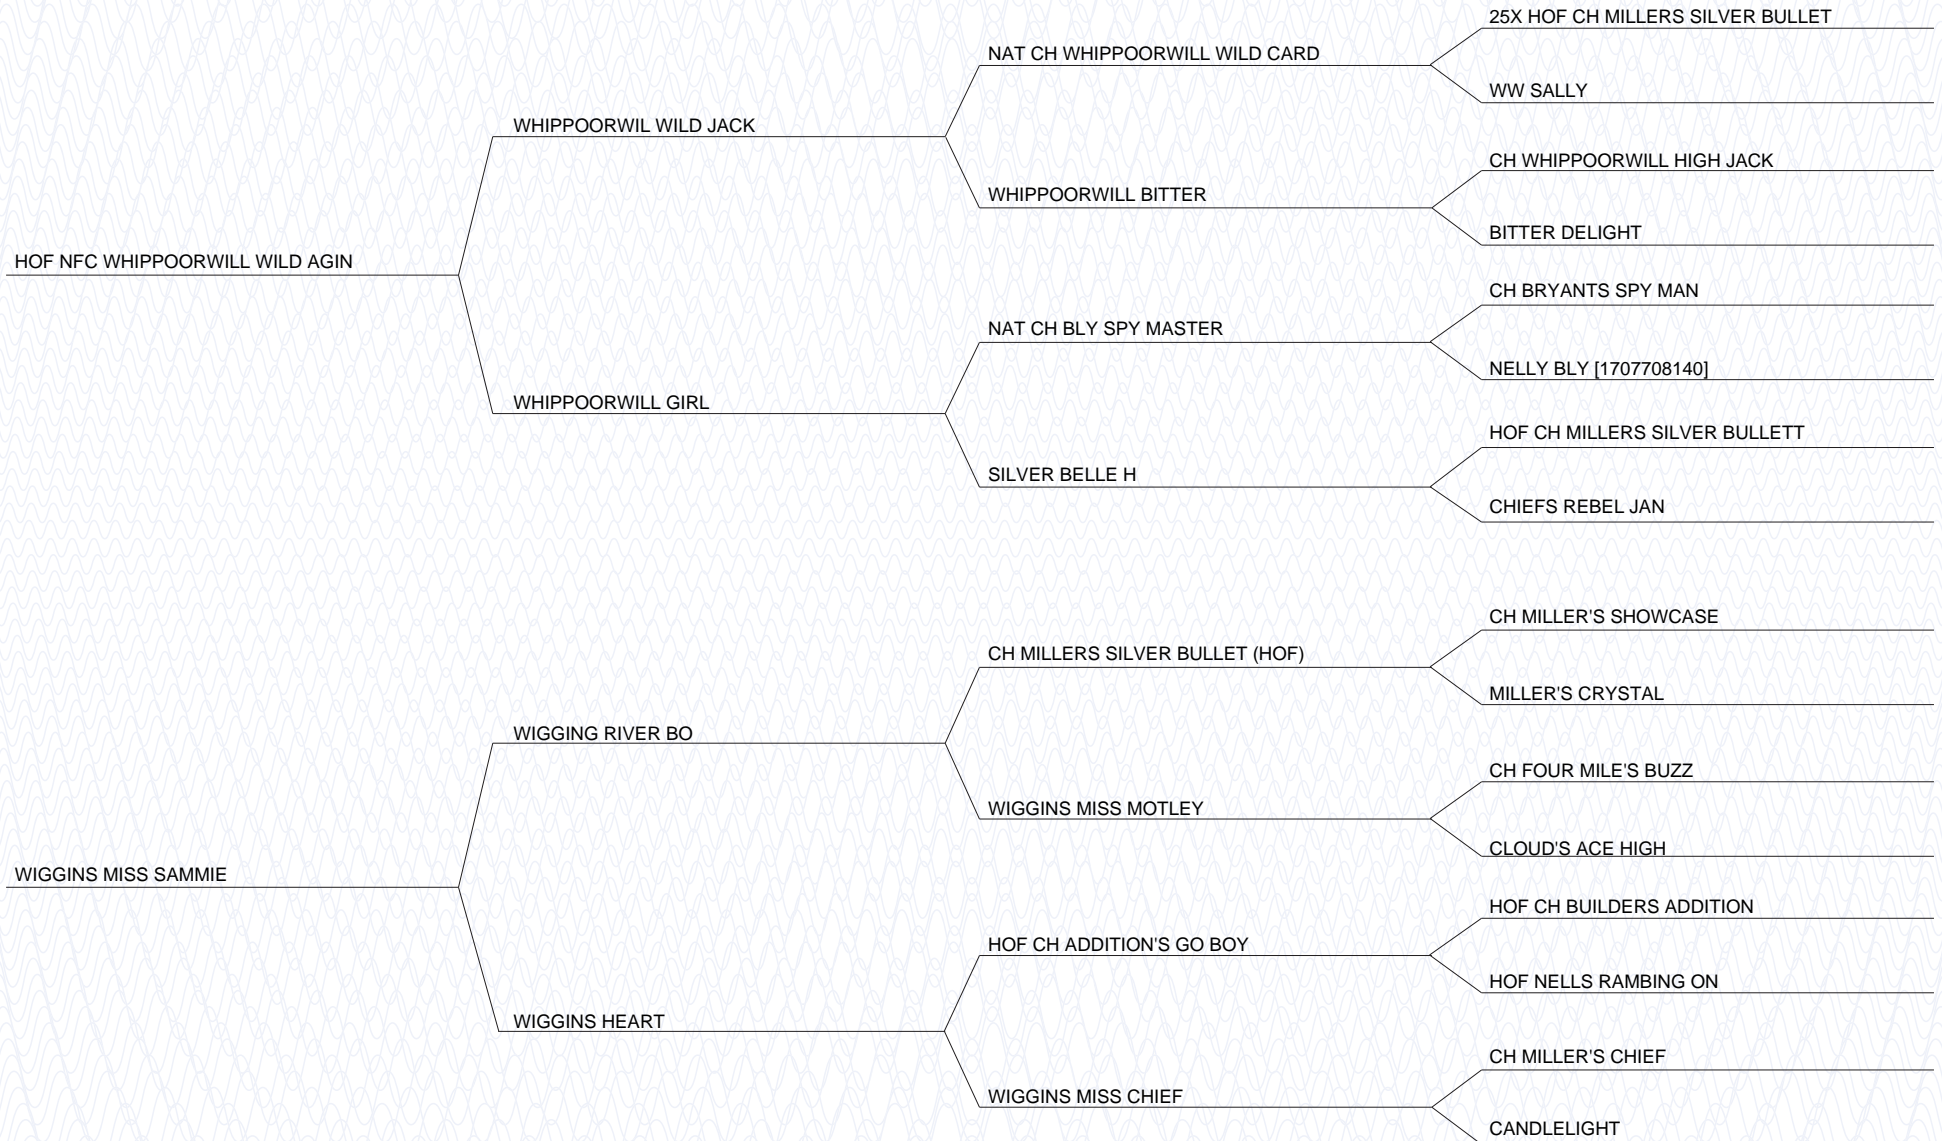 25X HOF CH MILLERS SILVER BULLET
NAT CH WHIPPOORWILL WILD CARD
WW SALLY
WHIPPOORWIL WILD JACK
CH WHIPPOORWILL HIGH JACK
WHIPPOORWILL BITTER
BITTER DELIGHT
HOF NFC WHIPPOORWILL WILD AGIN
CH BRYANTS SPY MAN
NAT CH BLY SPY MASTER
NELLY BLY [1707708140]
WHIPPOORWILL GIRL
HOF CH MILLERS SILVER BULLETT
SILVER BELLE H
CHIEFS REBEL JAN
CH MILLER'S SHOWCASE
CH MILLERS SILVER BULLET (HOF)
MILLER'S CRYSTAL
WIGGING RIVER BO
CH FOUR MILE'S BUZZ
WIGGINS MISS MOTLEY
CLOUD'S ACE HIGH
WIGGINS MISS SAMMIE
HOF CH BUILDERS ADDITION
HOF CH ADDITION'S GO BOY
HOF NELLS RAMBING ON
WIGGINS HEART
CH MILLER'S CHIEF
WIGGINS MISS CHIEF
CANDLELIGHT